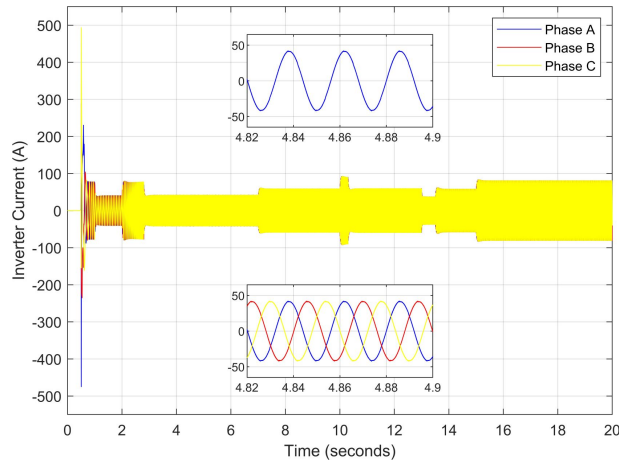 500
400
300
200
100
0
-100
-200
-300
-400
-500
Inverter Current (A)
0 2 4 6 8 10 12 14 16 18 20
Time (seconds)
Phase A
Phase B
Phase C
50
0
-50
4.82 4.84 4.86 4.88 4.9
50
0
-50
4.82 4.84 4.86 4.88 4.9